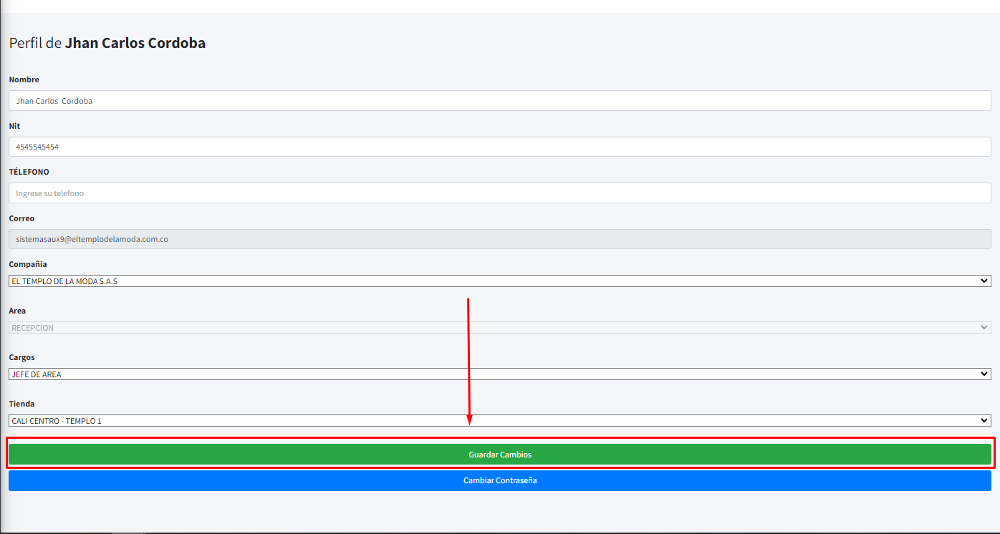 Perfil de Jhan Carlos Cordoba
Nombre
Jhan Carlos  Cordoba
Nit
4545545454
TÉLEFONO
Ingrese su telefono
Correo
sistemasaux9@eltemplodelamoda.com.co
Compañia
EL TEMPLO DE LA MODA S.A.S
Area
RECEPCION
Cargos
JEFE DE AREA
Tienda
CALI CENTRO - TEMPLO 1
Guardar Cambios
Cambiar Contraseña